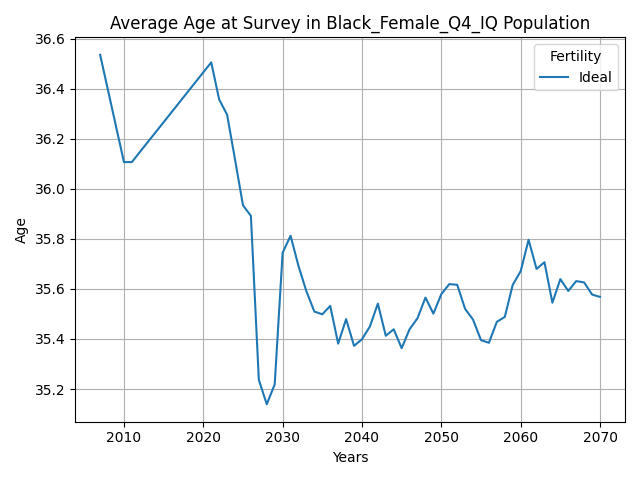 Average Age at Survey in Black_Female_Q4_IQ Population
Fertility
Ideal
36.6
36.4
36.2
36.0
35.8
35.6
35.4
35.2
Age
2010 2020 2030 2040 2050 2060 2070
Years